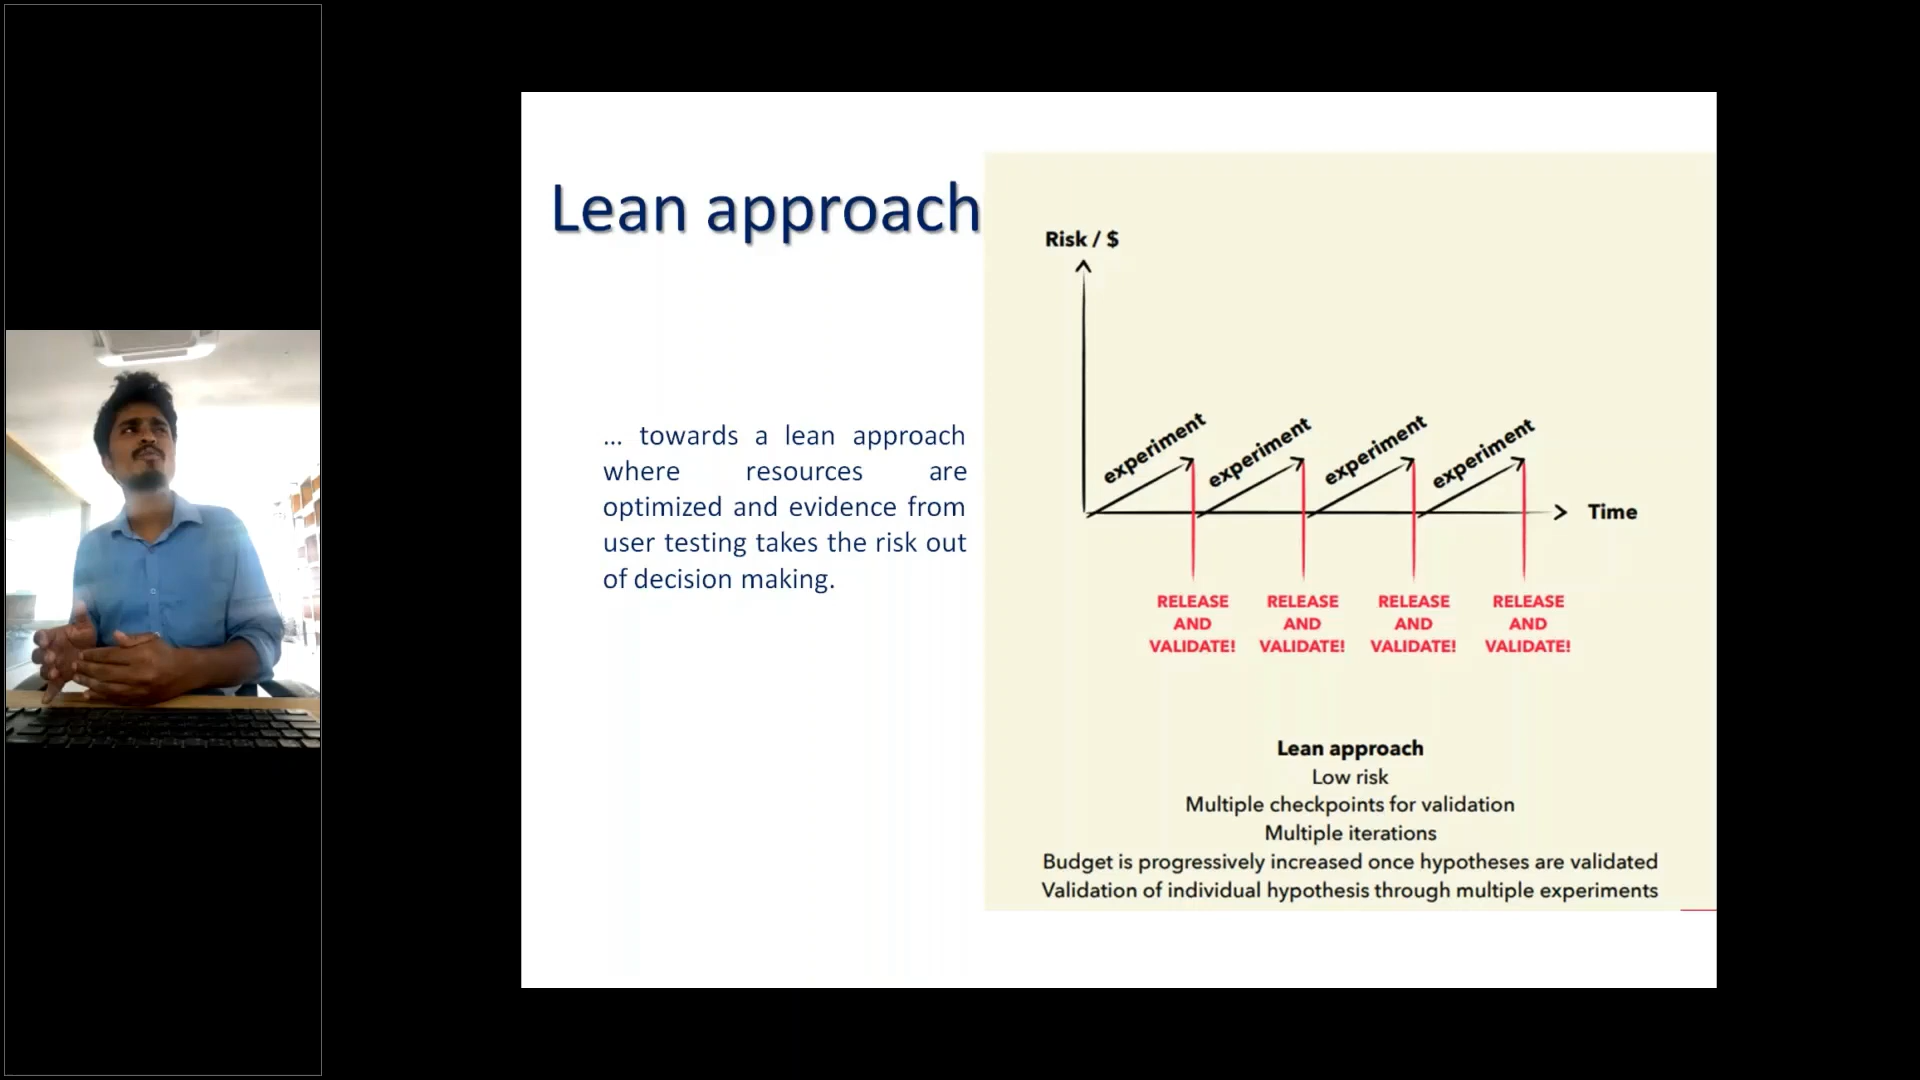 Lean approach
... towards a lean approach
where resources are
optimized and evidence from
user testing takes the risk out
of decision making.
Risk / $
experiment
experiment
experiment
experiment
Time
RELEASE
AND
VALIDATE!
RELEASE
AND
VALIDATE!
RELEASE
AND
VALIDATE!
RELEASE
AND
VALIDATE!
Lean approach
Low risk
Multiple checkpoints for validation
Multiple iterations
Budget is progressively increased once hypotheses are validated
Validation of individual hypothesis through multiple experiments